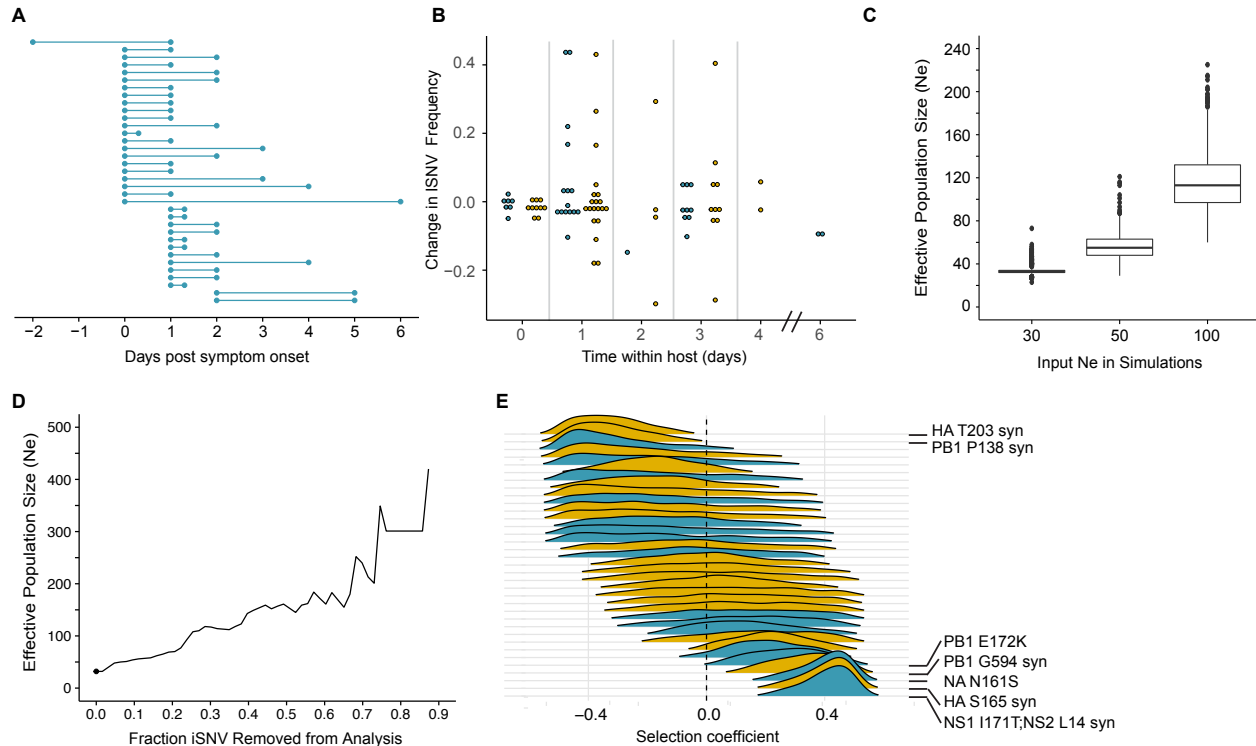 A
−2
−1
0
1
2
3
4
5
6
Days post symptom onset
B
Change in iSNV Frequency
0.4
0.2
0.0
−0.2
0
1
2
3
4
6
Time within host (days)
C
Effective Population Size (Ne)
240
200
160
120
80
40
0
30
50
100
Input Ne in Simulations
D
Effective Population Size (Ne)
500
400
300
200
100
0
0.0
0.1
0.2
0.3
0.4
0.5
0.6
0.7
0.8
0.9
Fraction iSNV Removed from Analysis
E
HA T203 syn
PB1 P138 syn
PB1 E172K
PB1 G594 syn
NA N161S
HA S165 syn
NS1 I171T;NS2 L14 syn
−0.4
0.0
0.4
Selection coefficient